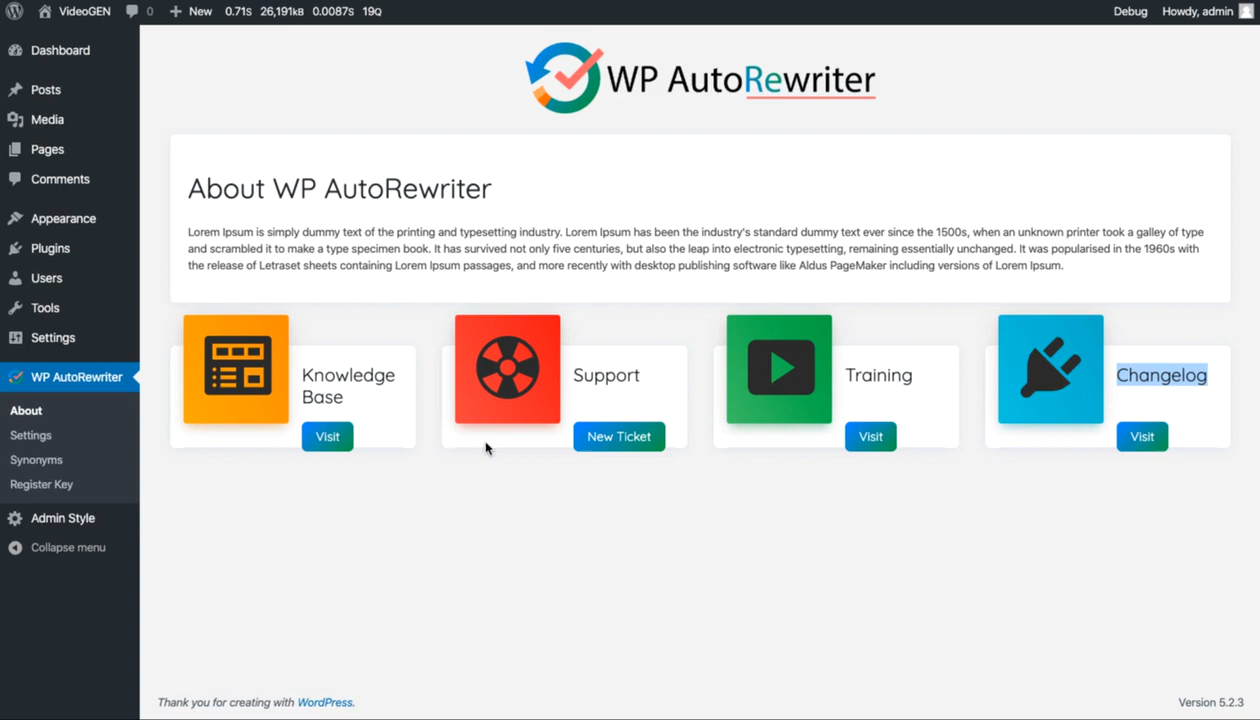 VideoGEN 0 New 0.71s 26,191kB 0.0087s 19Q Debug Howdy, admin
Dashboard
Posts
Media
Pages
Comments
Appearance
Plugins
Users
Tools
Settings
WP AutoRewriter
About
Settings
Synonyms
Register Key
Admin Style
Collapse menu
WP AutoRewriter
About WP AutoRewriter
Lorem Ipsum is simply dummy text of the printing and typesetting industry. Lorem Ipsum has been the industry's standard dummy text ever since the 1500s, when an unknown printer took a galley of type
and scrambled it to make a type specimen book. It has survived not only five centuries, but also the leap into electronic typesetting, remaining essentially unchanged. It was popularised in the 1960s with
the release of Letraset sheets containing Lorem Ipsum passages, and more recently with desktop publishing software like Aldus PageMaker including versions of Lorem Ipsum.
Knowledge
Base
Visit
Support
New Ticket
Training
Visit
Changelog
Visit
Thank you for creating with WordPress.
Version 5.2.3